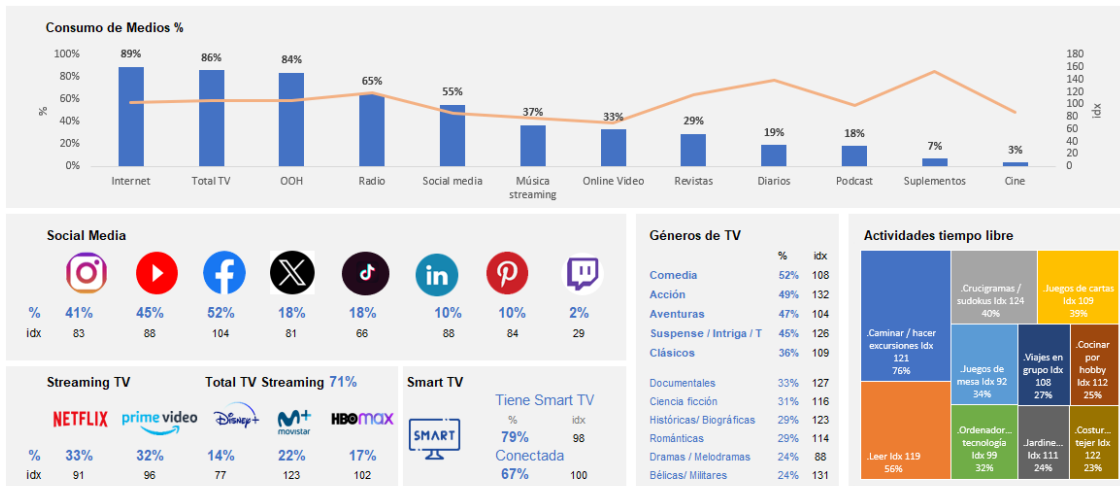 Consumo de Medios %
100%
80%
60%
40%
20%
0%
%
89%
86%
84%
65%
55%
37%
33%
29%
19%
18%
7%
3%
180
160
140
120
100
80
60
40
20
0
idx
Internet
Total TV
OOH
Radio
Social media
Música
streaming
Online Video
Revistas
Diarios
Podcast
Suplementos
Cine
Social Media
% 41% 45% 52% 18% 18% 10% 10% 2%
idx 83 88 104 81 66 88 84 29
Streaming TV Total TV Streaming 71%
NETFLIX prime video Disney+ M+ HBOMAX
movistar
% 33% 32% 14% 22% 17%
idx 91 96 77 123 102
Smart TV
SMART
Tiene Smart TV
% idx
79% 98
Conectada
67% 100
Géneros de TV
% idx
Comedia 52% 108
Acción 49% 132
Aventuras 47% 104
Suspense / Intriga / T 45% 126
Clásicos 36% 109
Documentales 33% 127
Ciencia ficción 31% 116
Históricas/ Biográficas 29% 123
Románticas 29% 114
Dramas / Melodramas 24% 88
Bélicas/ Militares 24% 131
Actividades tiempo libre
.Caminar / hacer
excursiones Idx
121
76%
.Leer Idx 119
56%
.Crucigramas /
sudokus Idx 124
40%
.Juegos de cartas
Idx 109
39%
.Juegos de
mesa Idx 92
34%
.Viajes en
grupo Idx
108
27%
.Cocinar
por
hobby
Idx 112
25%
.Ordenador...
tecnología
Idx 99
32%
.Jardine...
Idx 111
24%
.Costur...
tejer Idx
122
23%